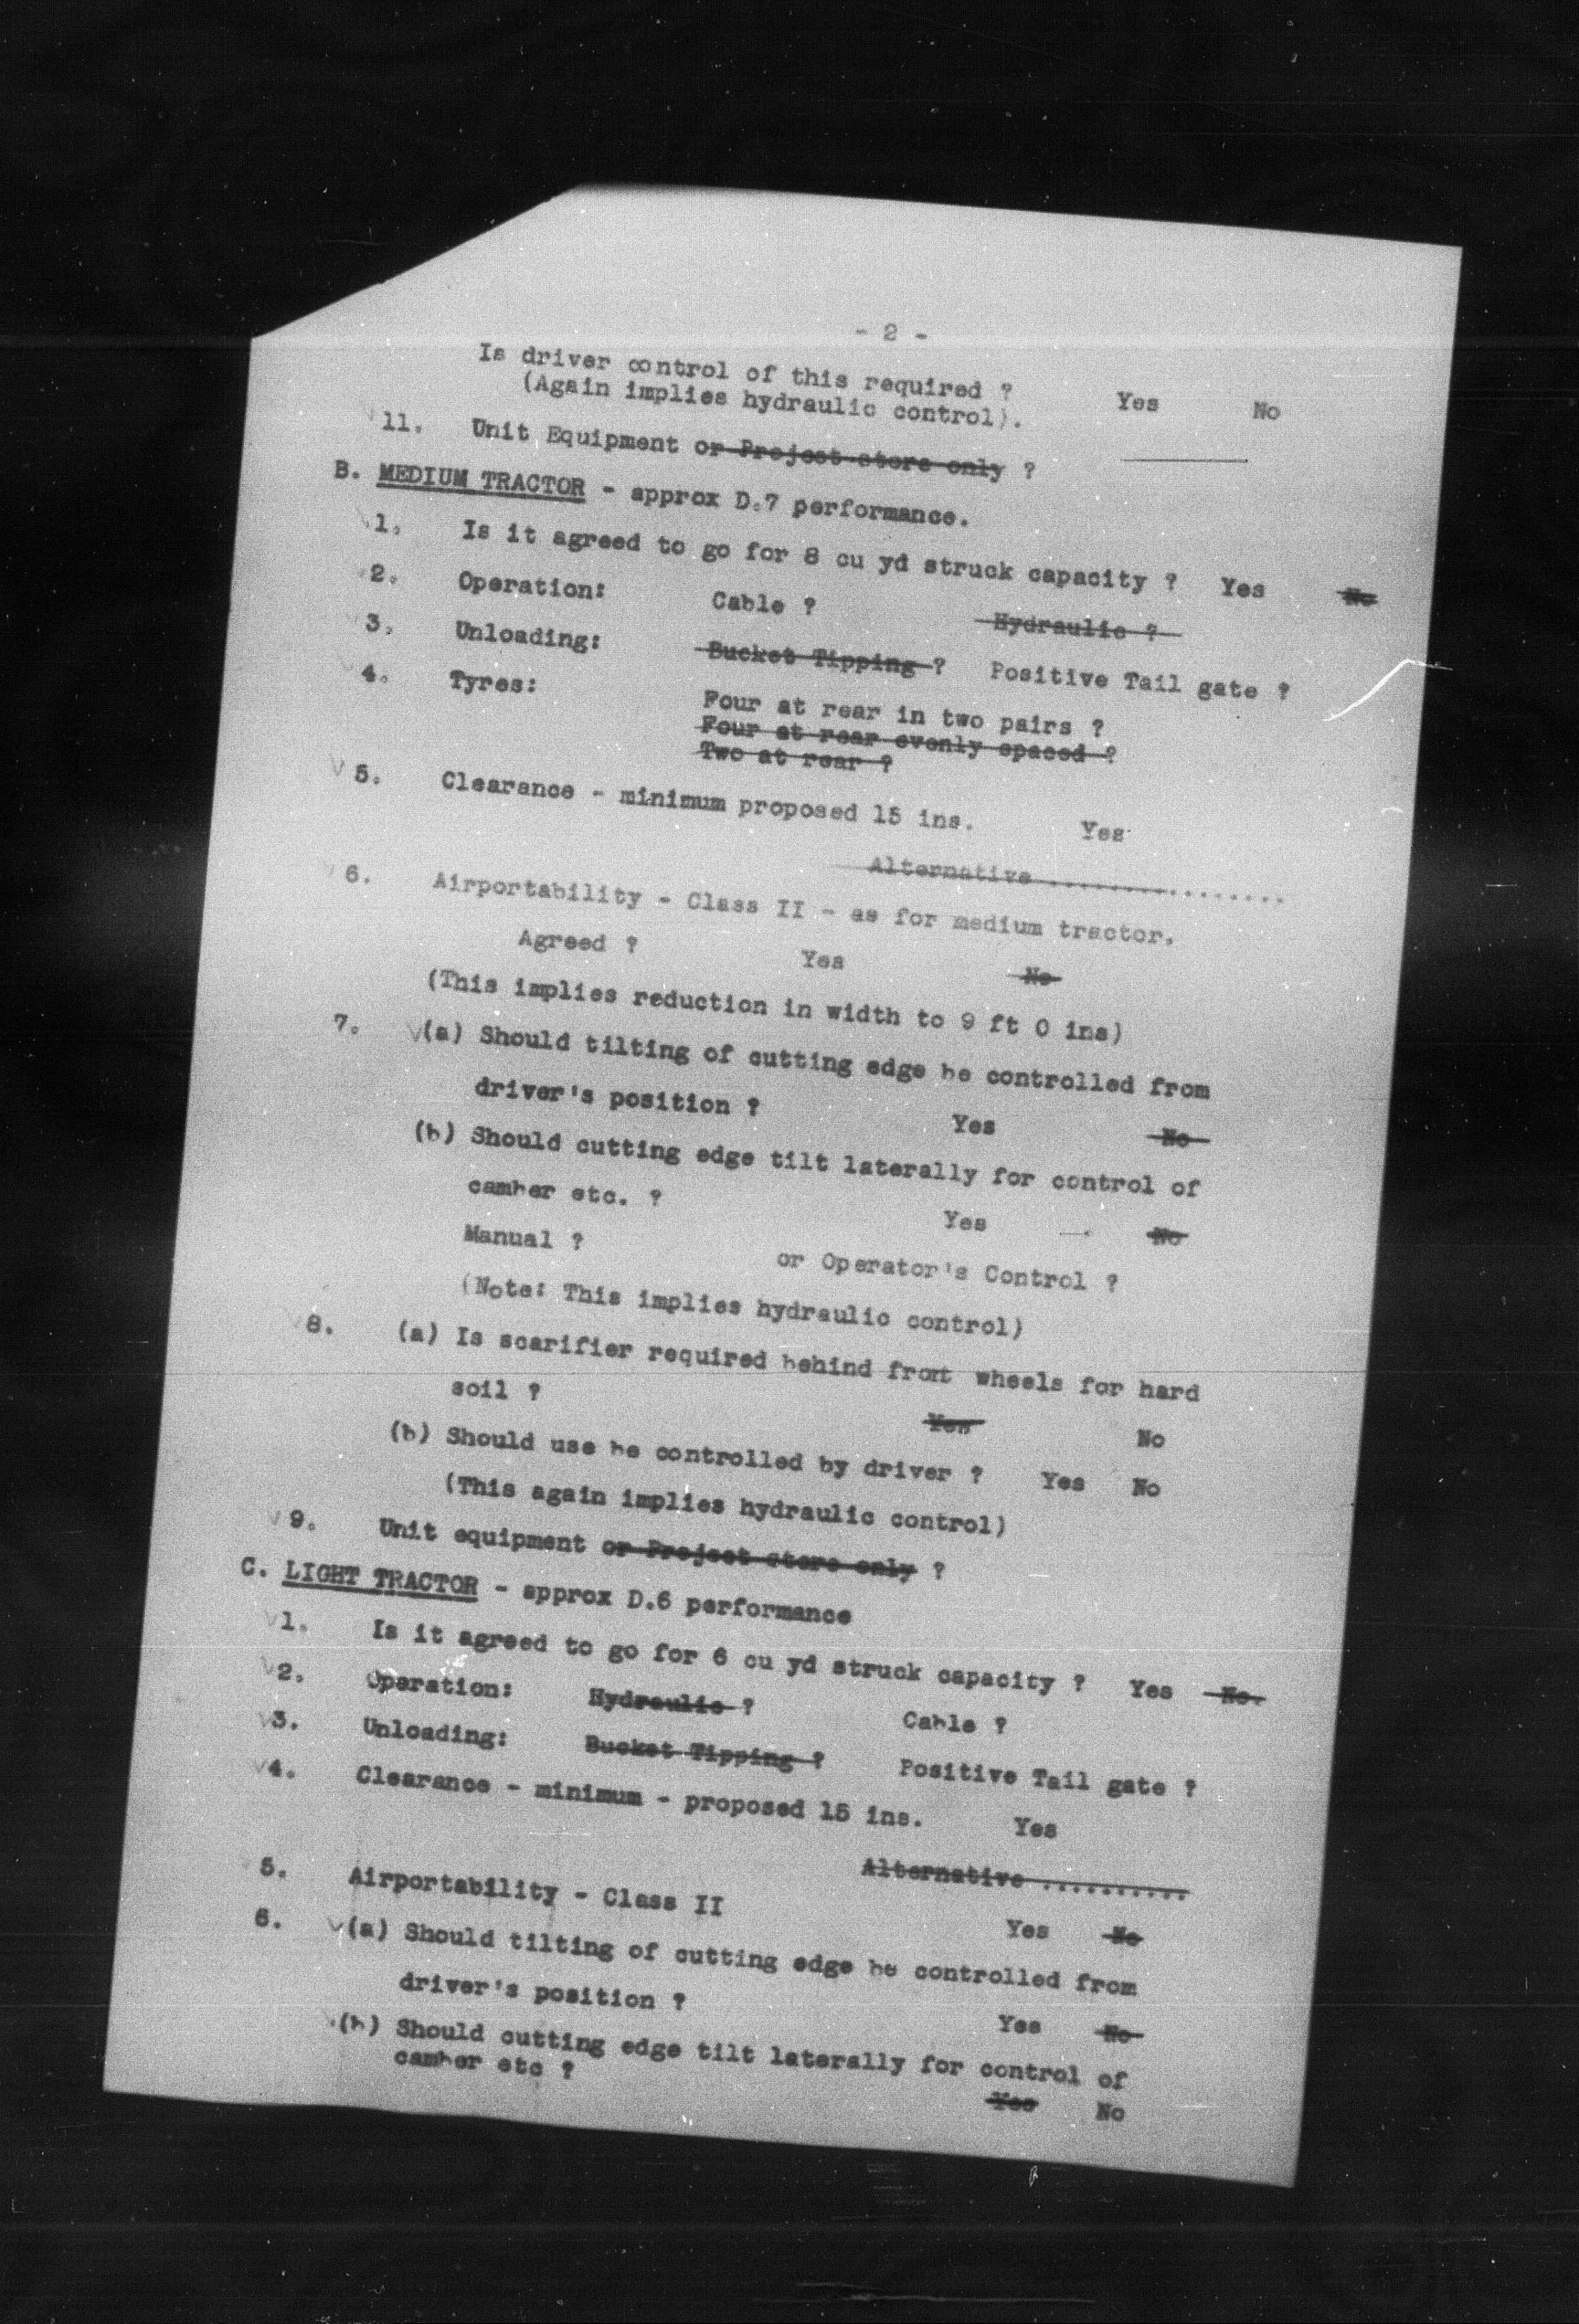 - 2 -
Is driver control of this required ? Yes No
(Again implies hydraulic control).
11. Unit Equipment or Project store only ?
B. MEDIUM TRACTOR - approx D.7 performance.
1. Is it agreed to go for 8 cu yd struck capacity ? Yes No
2. Operation: Cable ? Hydraulic ?
3. Unloading: Bucket Tipping ? Positive Tail gate ?
4. Tyres: Four at rear in two pairs ?
Four at rear evenly spaced ?
Two at rear ?
5. Clearance - minimum proposed 15 ins. Yes
Alternative ......................
6. Airportability - Class II - as for medium tractor.
Agreed ? Yes No
(This implies reduction in width to 9 ft 0 ins)
7. (a) Should tilting of cutting edge be controlled from
driver's position ? Yes No
(b) Should cutting edge tilt laterally for control of
camber etc. ? Yes No
Manual ? or Operator's Control ?
(Note: This implies hydraulic control)
8. (a) Is scarifier required behind front wheels for hard
soil ? Yes No
(b) Should use be controlled by driver ? Yes No
(This again implies hydraulic control)
9. Unit equipment or Project store only ?
C. LIGHT TRACTOR - approx D.6 performance
1. Is it agreed to go for 6 cu yd struck capacity ? Yes No.
2. Operation: Hydraulic ? Cable ?
3. Unloading: Bucket Tipping ? Positive Tail gate ?
4. Clearance - minimum - proposed 15 ins. Yes
Alternative ..........
5. Airportability - Class II Yes No
6. (a) Should tilting of cutting edge be controlled from
driver's position ? Yes No
(b) Should cutting edge tilt laterally for control of
camber etc ? Yes No